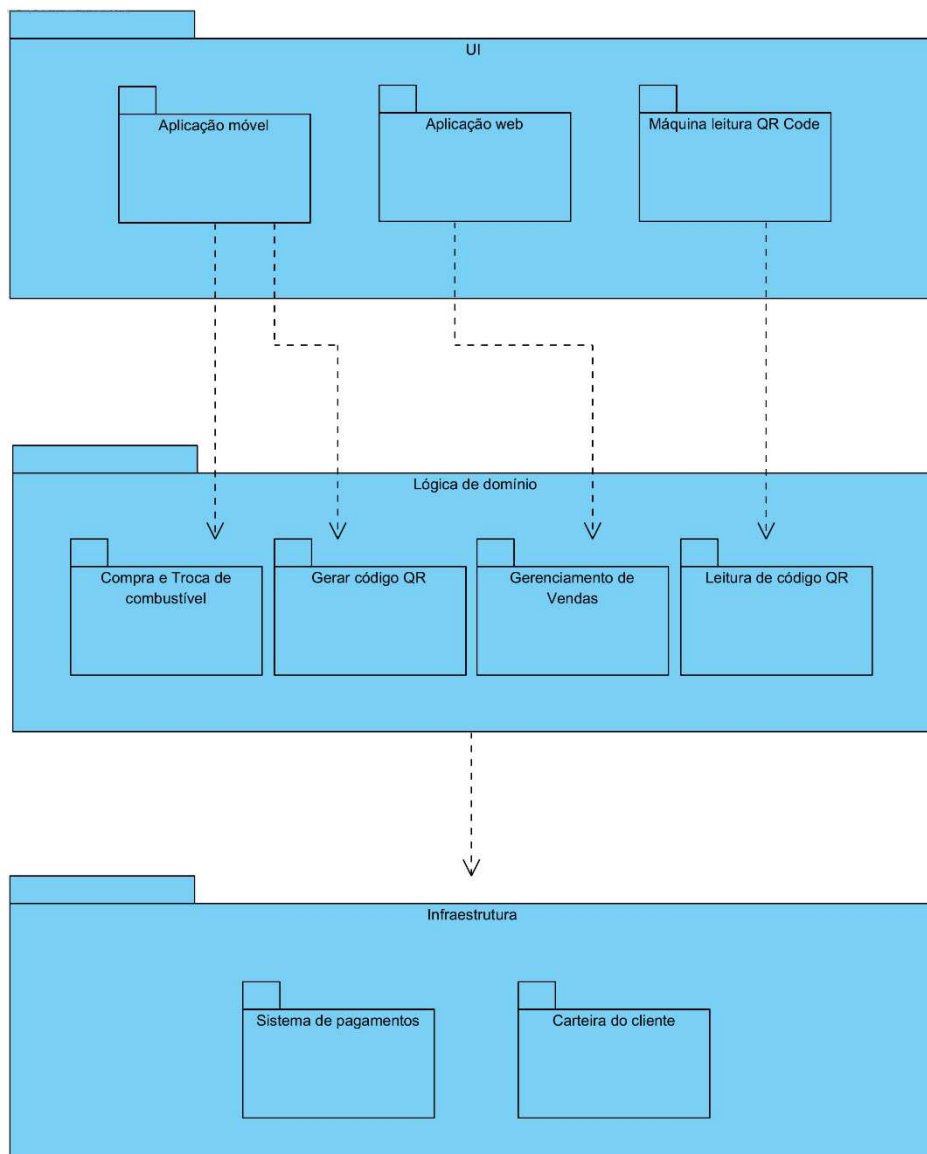 UI
Aplicação móvel
Aplicação web
Máquina leitura QR Code
Lógica de domínio
Compra e Troca de
combustível
Gerar código QR
Gerenciamento de
Vendas
Leitura de código QR
Infraestrutura
Sistema de pagamentos
Carteira do cliente